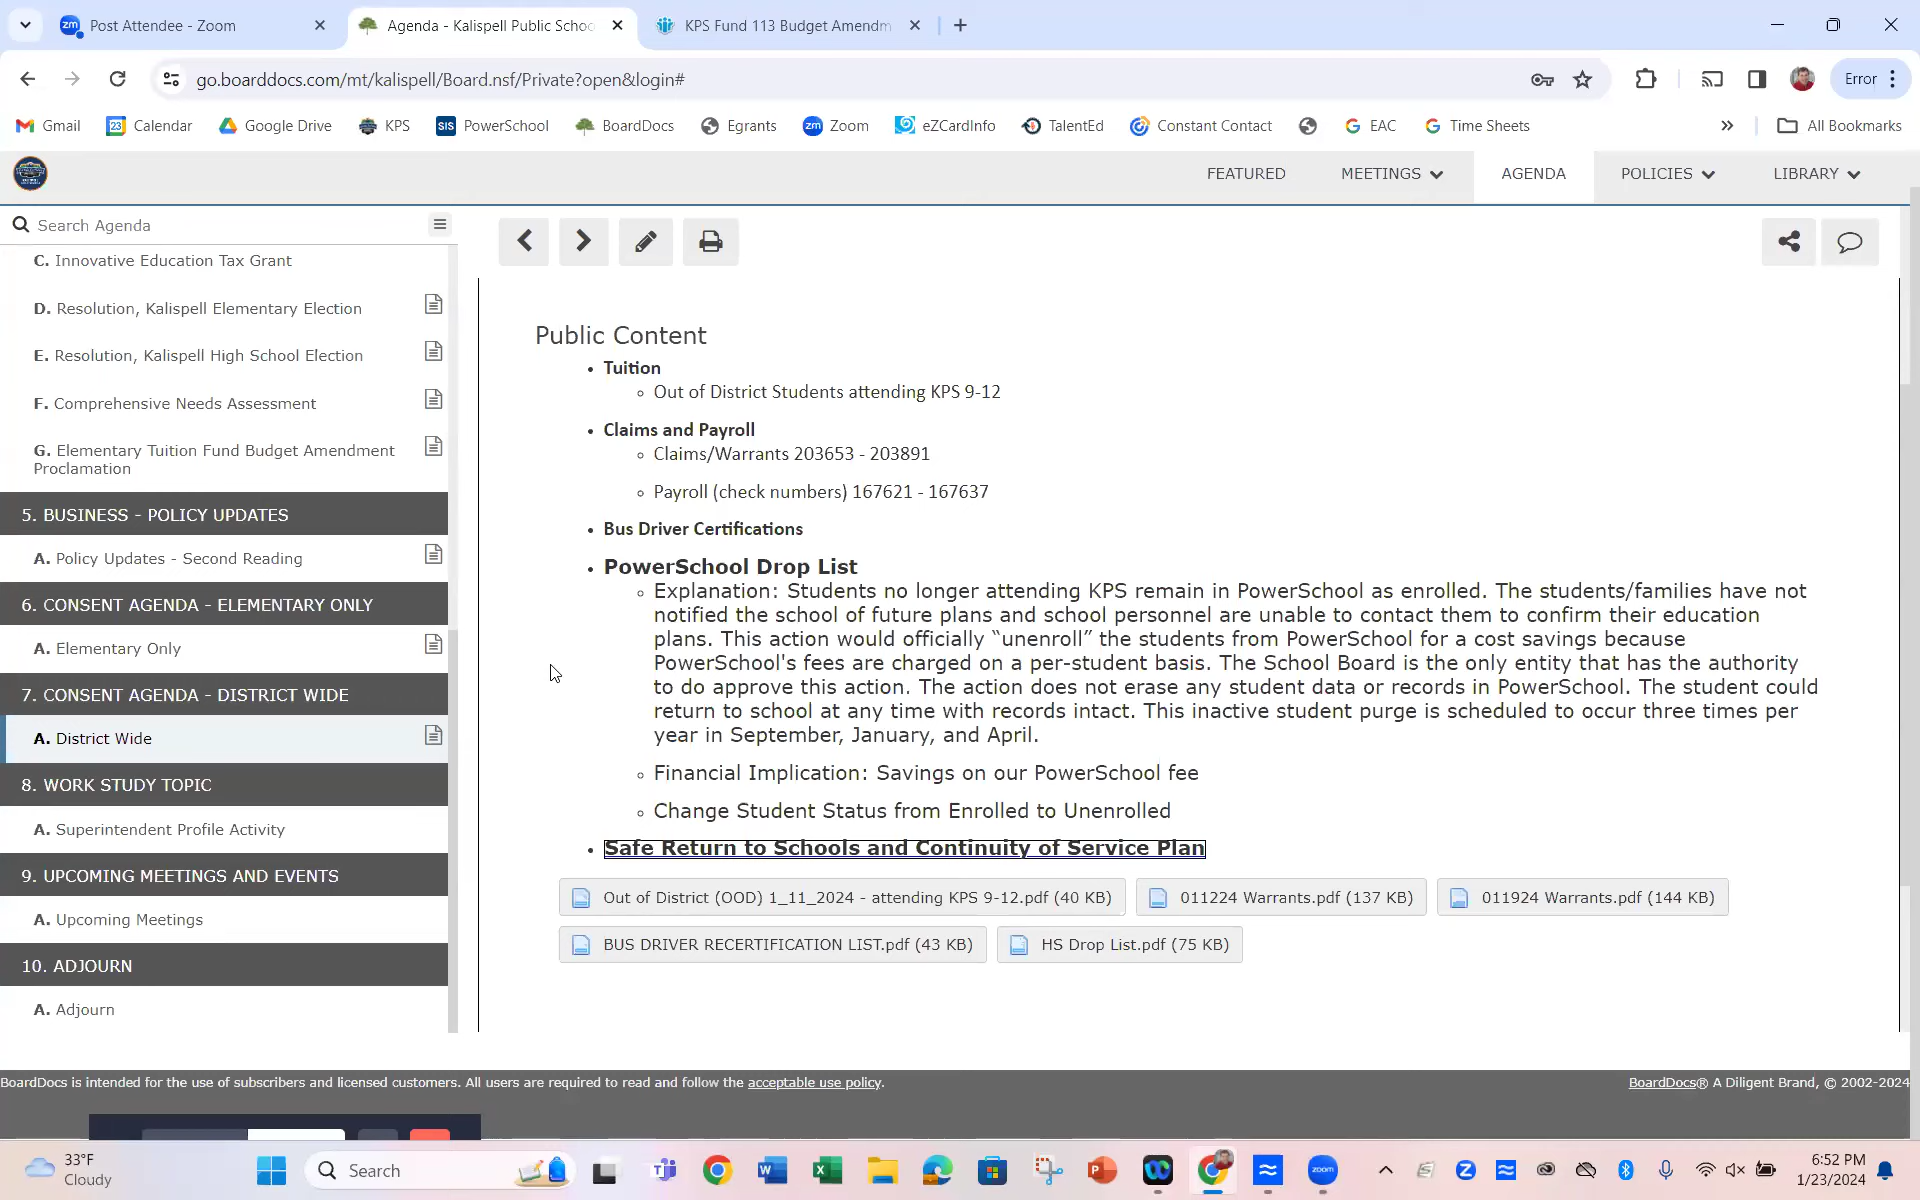 Post Attendee - Zoom
Agenda - Kalispell Public Schoo
KPS Fund 113 Budget Amendm
go.boarddocs.com/mt/kalispell/Board.nsf/Private?open&login#
Error
Gmail
Calendar
Google Drive
KPS
PowerSchool
BoardDocs
Egrants
Zoom
eZCardInfo
TalentEd
Constant Contact
EAC
Time Sheets
All Bookmarks
FEATURED
MEETINGS
AGENDA
POLICIES
LIBRARY
Search Agenda
C. Innovative Education Tax Grant
D. Resolution, Kalispell Elementary Election
E. Resolution, Kalispell High School Election
F. Comprehensive Needs Assessment
G. Elementary Tuition Fund Budget Amendment
Proclamation
5. BUSINESS - POLICY UPDATES
A. Policy Updates - Second Reading
6. CONSENT AGENDA - ELEMENTARY ONLY
A. Elementary Only
7. CONSENT AGENDA - DISTRICT WIDE
A. District Wide
8. WORK STUDY TOPIC
A. Superintendent Profile Activity
9. UPCOMING MEETINGS AND EVENTS
A. Upcoming Meetings
10. ADJOURN
A. Adjourn
Public Content
• Tuition
○ Out of District Students attending KPS 9-12
• Claims and Payroll
○ Claims/Warrants 203653 - 203891
○ Payroll (check numbers) 167621 - 167637
• Bus Driver Certifications
• PowerSchool Drop List
○ Explanation: Students no longer attending KPS remain in PowerSchool as enrolled. The students/families have not
notified the school of future plans and school personnel are unable to contact them to confirm their education
plans. This action would officially “unenroll” the students from PowerSchool for a cost savings because
PowerSchool's fees are charged on a per-student basis. The School Board is the only entity that has the authority
to do approve this action. The action does not erase any student data or records in PowerSchool. The student could
return to school at any time with records intact. This inactive student purge is scheduled to occur three times per
year in September, January, and April.
○ Financial Implication: Savings on our PowerSchool fee
○ Change Student Status from Enrolled to Unenrolled
• Safe Return to Schools and Continuity of Service Plan
Out of District (OOD) 1_11_2024 - attending KPS 9-12.pdf (40 KB)
011224 Warrants.pdf (137 KB)
011924 Warrants.pdf (144 KB)
BUS DRIVER RECERTIFICATION LIST.pdf (43 KB)
HS Drop List.pdf (75 KB)
BoardDocs is intended for the use of subscribers and licensed customers. All users are required to read and follow the acceptable use policy.
BoardDocs® A Diligent Brand, © 2002-2024
33°F
Cloudy
Search
6:52 PM
1/23/2024